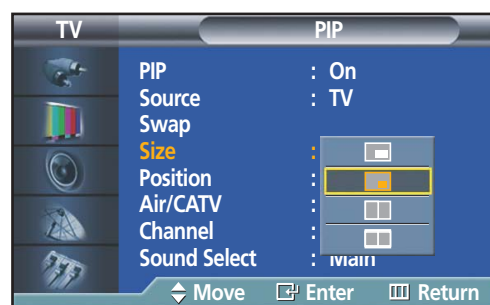 TV PIP
PIP : On
Source : TV
Swap
Size :
Position :
Air/CATV :
Channel :
Sound Select : Main
Move Enter Return